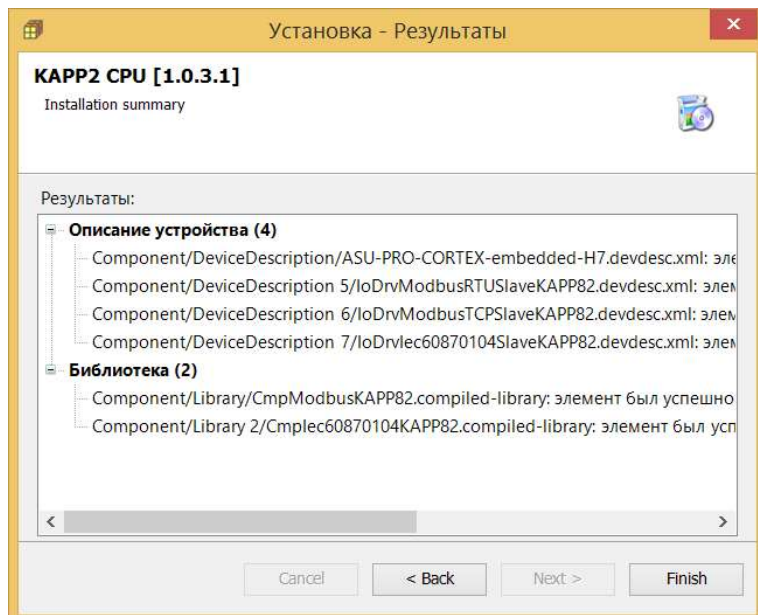 Установка - Результаты
KAPP2 CPU [1.0.3.1]
Installation summary
Результаты:
Описание устройства (4)
Component/DeviceDescription/ASU-PRO-CORTEX-embedded-H7.devdesc.xml: эле
Component/DeviceDescription 5/IoDrvModbusRTUSlaveKAPP82.devdesc.xml: элем
Component/DeviceDescription 6/IoDrvModbusTCPSlaveKAPP82.devdesc.xml: элем
Component/DeviceDescription 7/IoDrvIec60870104SlaveKAPP82.devdesc.xml: элем
Библиотека (2)
Component/Library/CmpModbusKAPP82.compiled-library: элемент был успешно
Component/Library 2/CmpIec60870104KAPP82.compiled-library: элемент был усп
Cancel < Back Next > Finish